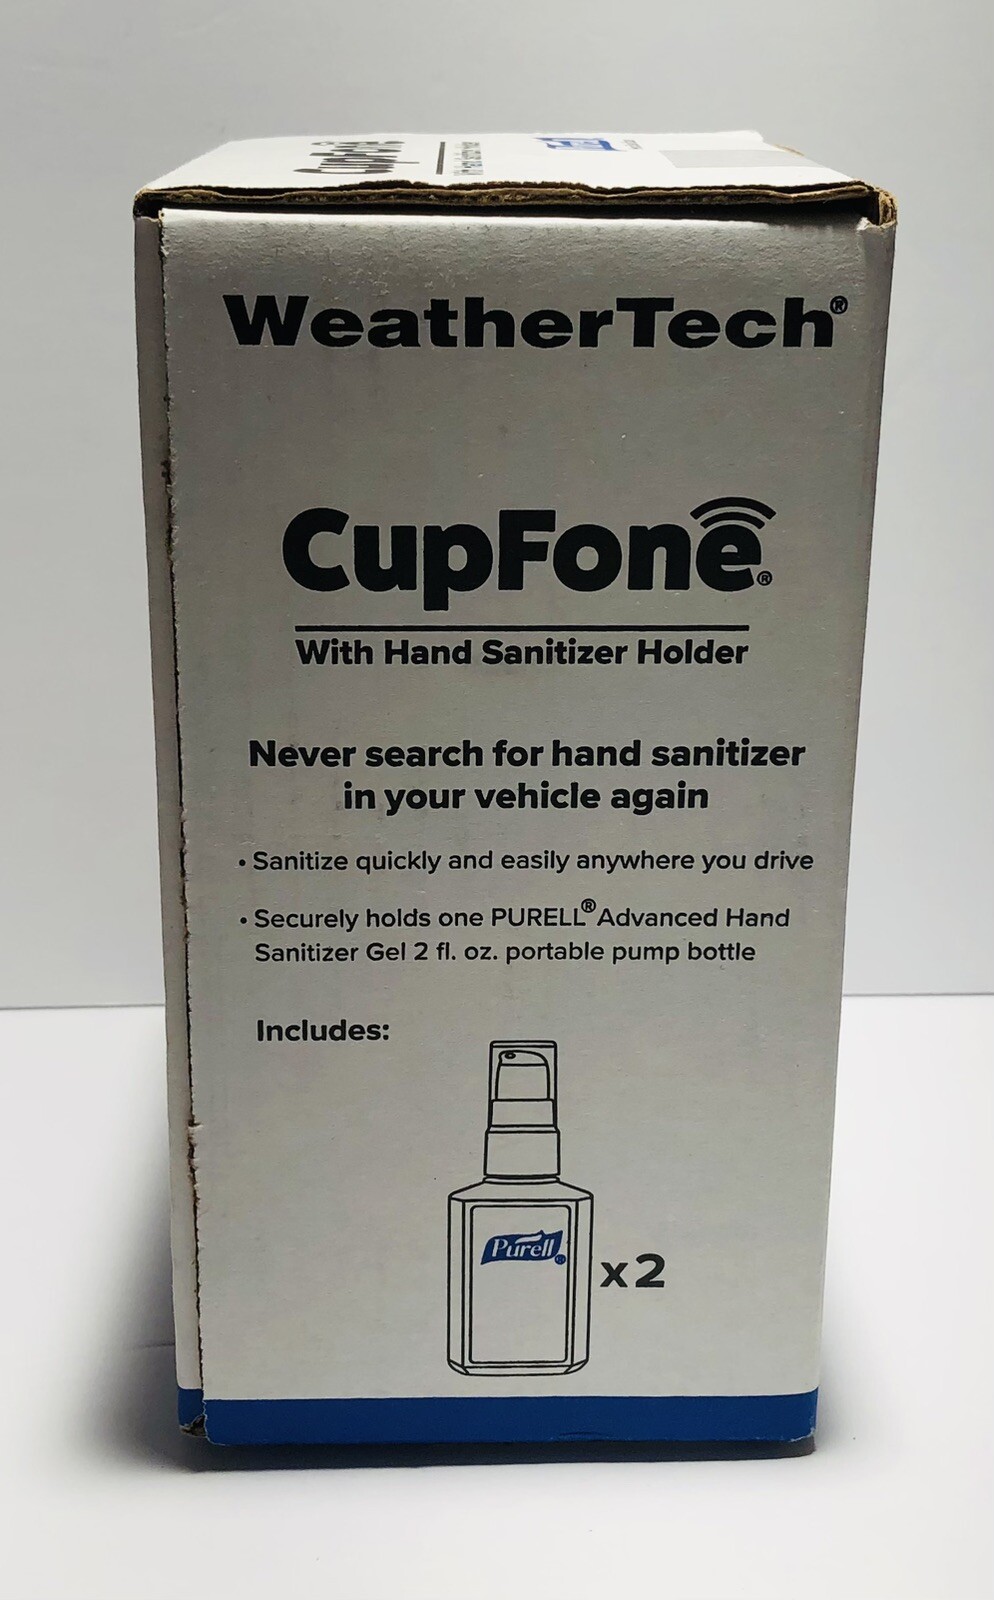 CupFone
WeatherTech®
CupFone®
With Hand Sanitizer Holder
Never search for hand sanitizer
in your vehicle again
• Sanitize quickly and easily anywhere you drive
• Securely holds one PURELL® Advanced Hand
Sanitizer Gel 2 fl. oz. portable pump bottle
Includes:
Purell
x2